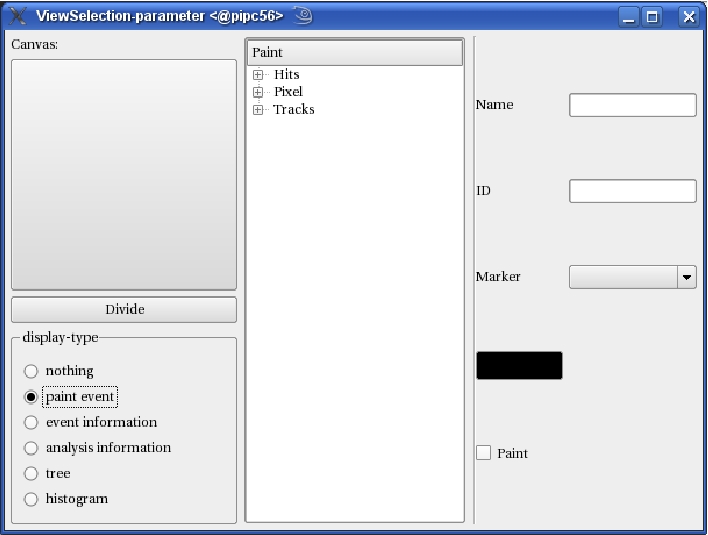 ViewSelection-parameter <@pipc56>
Canvas:
Divide
display-type
nothing
paint event
event information
analysis information
tree
histogram
Paint
Hits
Pixel
Tracks
Name
ID
Marker
Paint